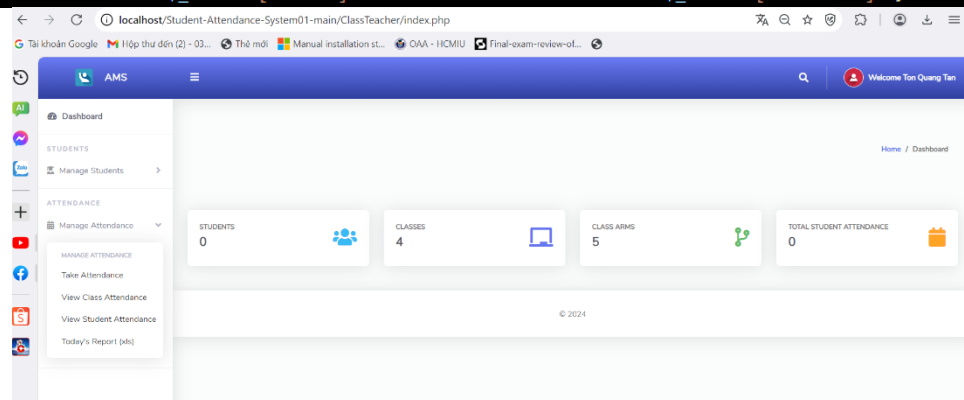 localhost/Student-Attendance-System01-main/ClassTeacher/index.php
Tài khoản Google
Hộp thư đến (2) - 03...
Thẻ mới
Manual installation st...
OAA - HCMIU
Final-exam-review-of...
AMS
Welcome Ton Quang Tan
AI
Zalo
Dashboard
STUDENTS
Manage Students
ATTENDANCE
Manage Attendance
MANAGE ATTENDANCE
Take Attendance
View Class Attendance
View Student Attendance
Today's Report (xls)
Home / Dashboard
STUDENTS
0
CLASSES
4
CLASS ARMS
5
TOTAL STUDENT ATTENDANCE
0
© 2024